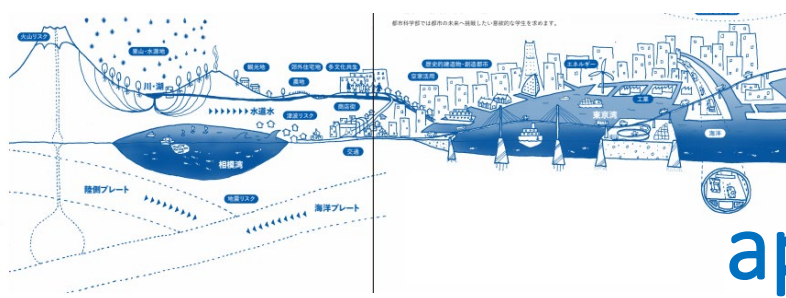 都市科学部では都市の未来へ挑戦したい意欲的な学生を求めます。
火山リスク
里山・水源地
川・湖
観光地
郊外住宅地
多文化共生
農地
歴史的建造物・創造都市
空家活用
エネルギー
工業
水道水
津波リスク
商店街
東京湾
海洋
相模湾
交通
陸側プレート
地震リスク
海洋プレート
ap